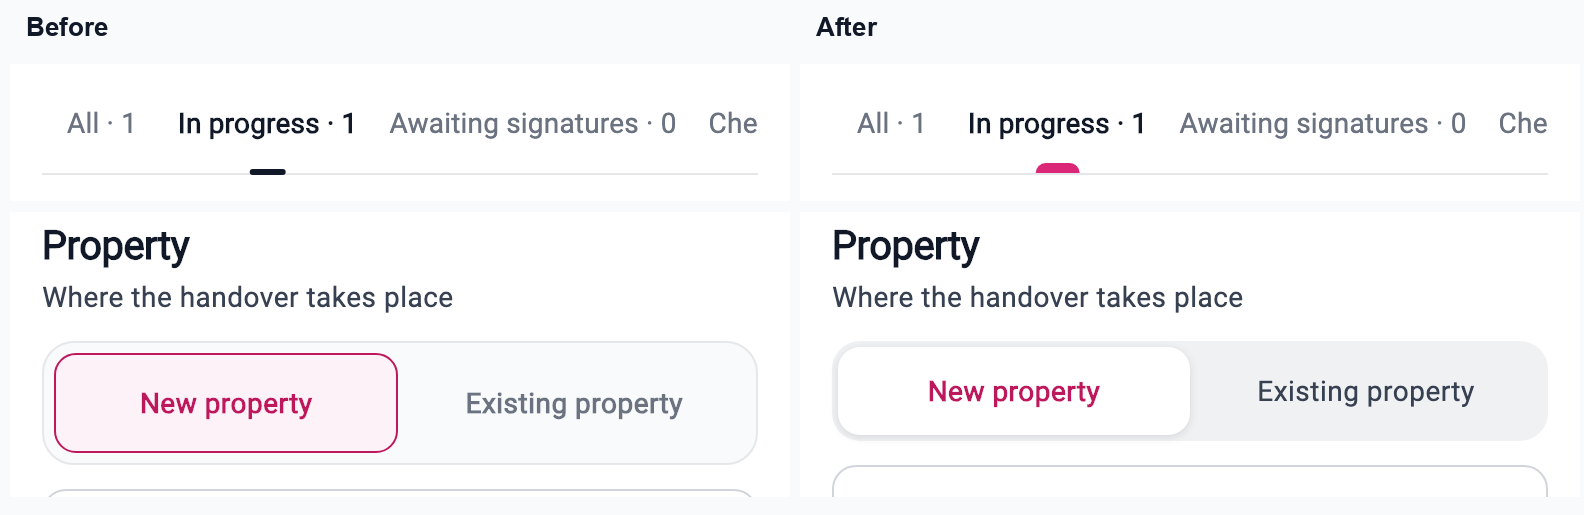 Before
All · 1 In progress · 1 Awaiting signatures · 0 Che
Property
Where the handover takes place
New property Existing property
After
All · 1 In progress · 1 Awaiting signatures · 0 Che
Property
Where the handover takes place
New property Existing property